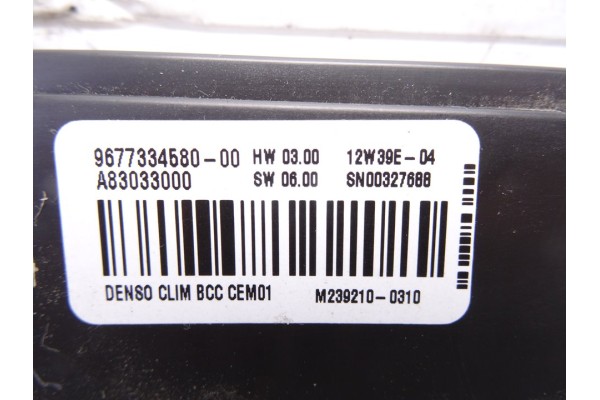 9677334580-00 HW 03.00 12W39E-04
A83033000 SW 06.00 SN00327688
DENSO CLIM BCC CEM01 M239210-0310